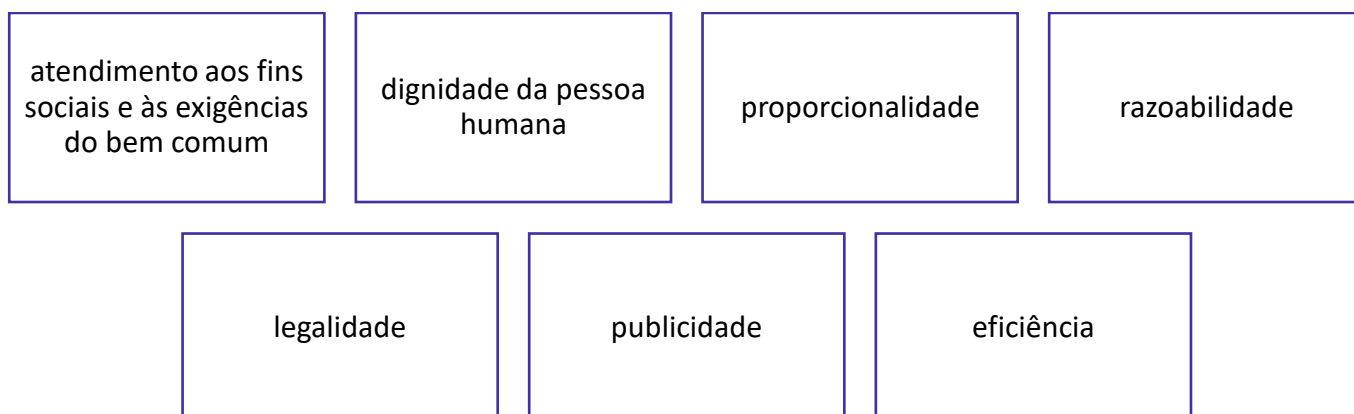 atendimento aos fins
sociais e às exigências
do bem comum
dignidade da pessoa
humana
proporcionalidade
razoabilidade
legalidade
publicidade
eficiência